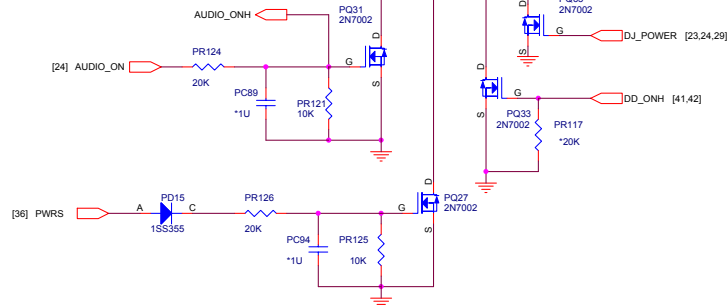 AUDIO_ONH
PQ31
2N7002
2N7002
D
G
S
DJ_POWER [23,24,29]
[24] AUDIO_ON
PR124
20K
D
G
S
PC89
*1U
PR121
10K
D
G
S
PQ33
2N7002
DD_ONH [41,42]
PR117
*20K
[36] PWRS
A
PD15
C
1SS355
PR126
20K
D
G
S
PQ27
2N7002
PC94
*1U
PR125
10K